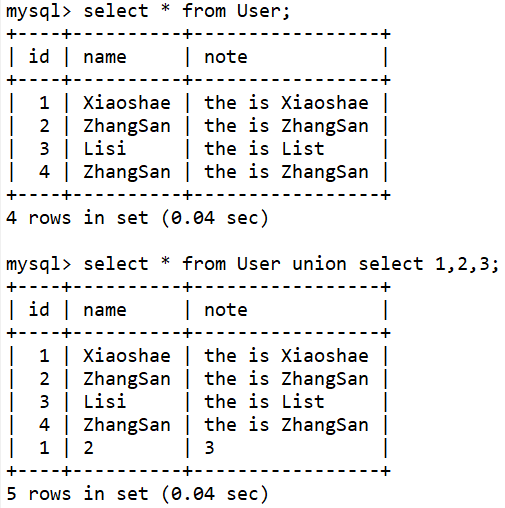 mysql> select * from User;
+----+----------+-----------------+
| id | name     | note            |
+----+----------+-----------------+
|  1 | Xiaoshae | the is Xiaoshae |
|  2 | ZhangSan | the is ZhangSan |
|  3 | Lisi     | the is List     |
|  4 | ZhangSan | the is ZhangSan |
+----+----------+-----------------+
4 rows in set (0.04 sec)

mysql> select * from User union select 1,2,3;
+----+----------+-----------------+
| id | name     | note            |
+----+----------+-----------------+
|  1 | Xiaoshae | the is Xiaoshae |
|  2 | ZhangSan | the is ZhangSan |
|  3 | Lisi     | the is List     |
|  4 | ZhangSan | the is ZhangSan |
|  1 | 2        | 3               |
+----+----------+-----------------+
5 rows in set (0.04 sec)